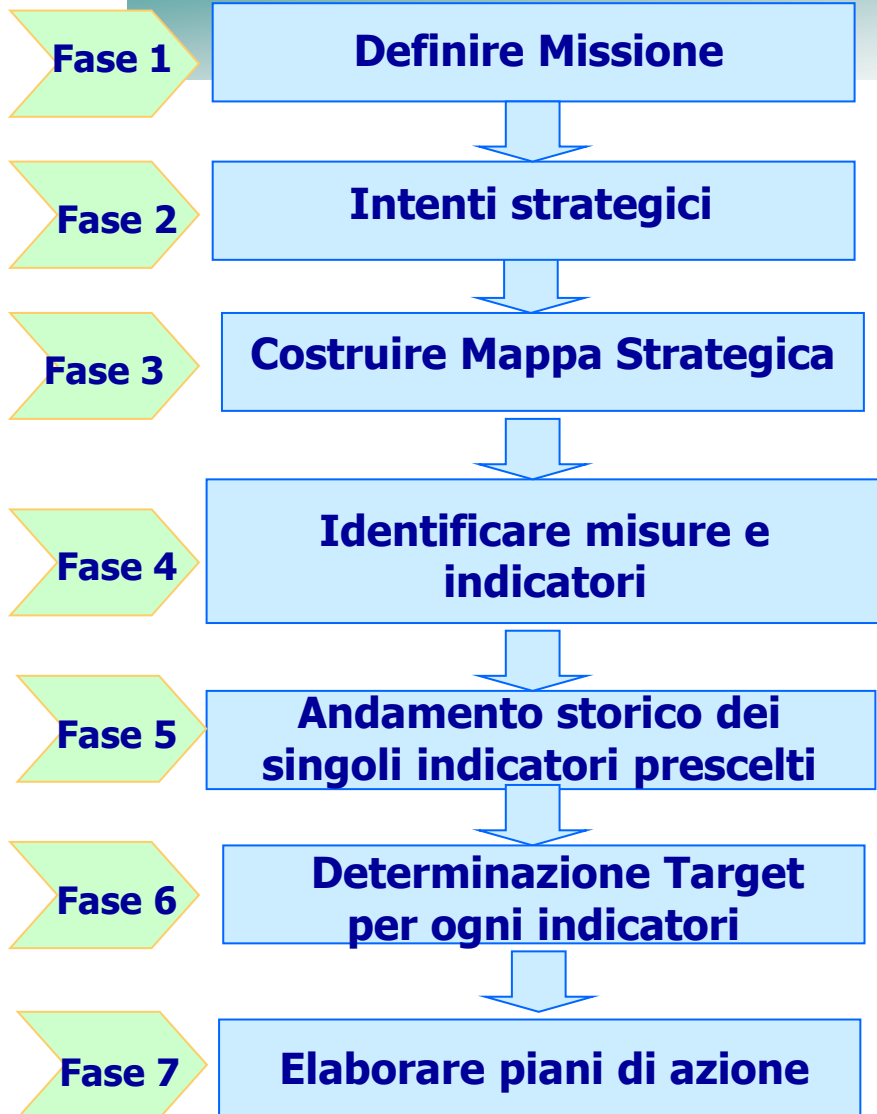 Fase 1
Definire Missione
Fase 2
Intenti strategici
Fase 3
Costruire Mappa Strategica
Fase 4
Identificare misure e
indicatori
Fase 5
Andamento storico dei
singoli indicatori prescelti
Fase 6
Determinazione Target
per ogni indicatori
Fase 7
Elaborare piani di azione